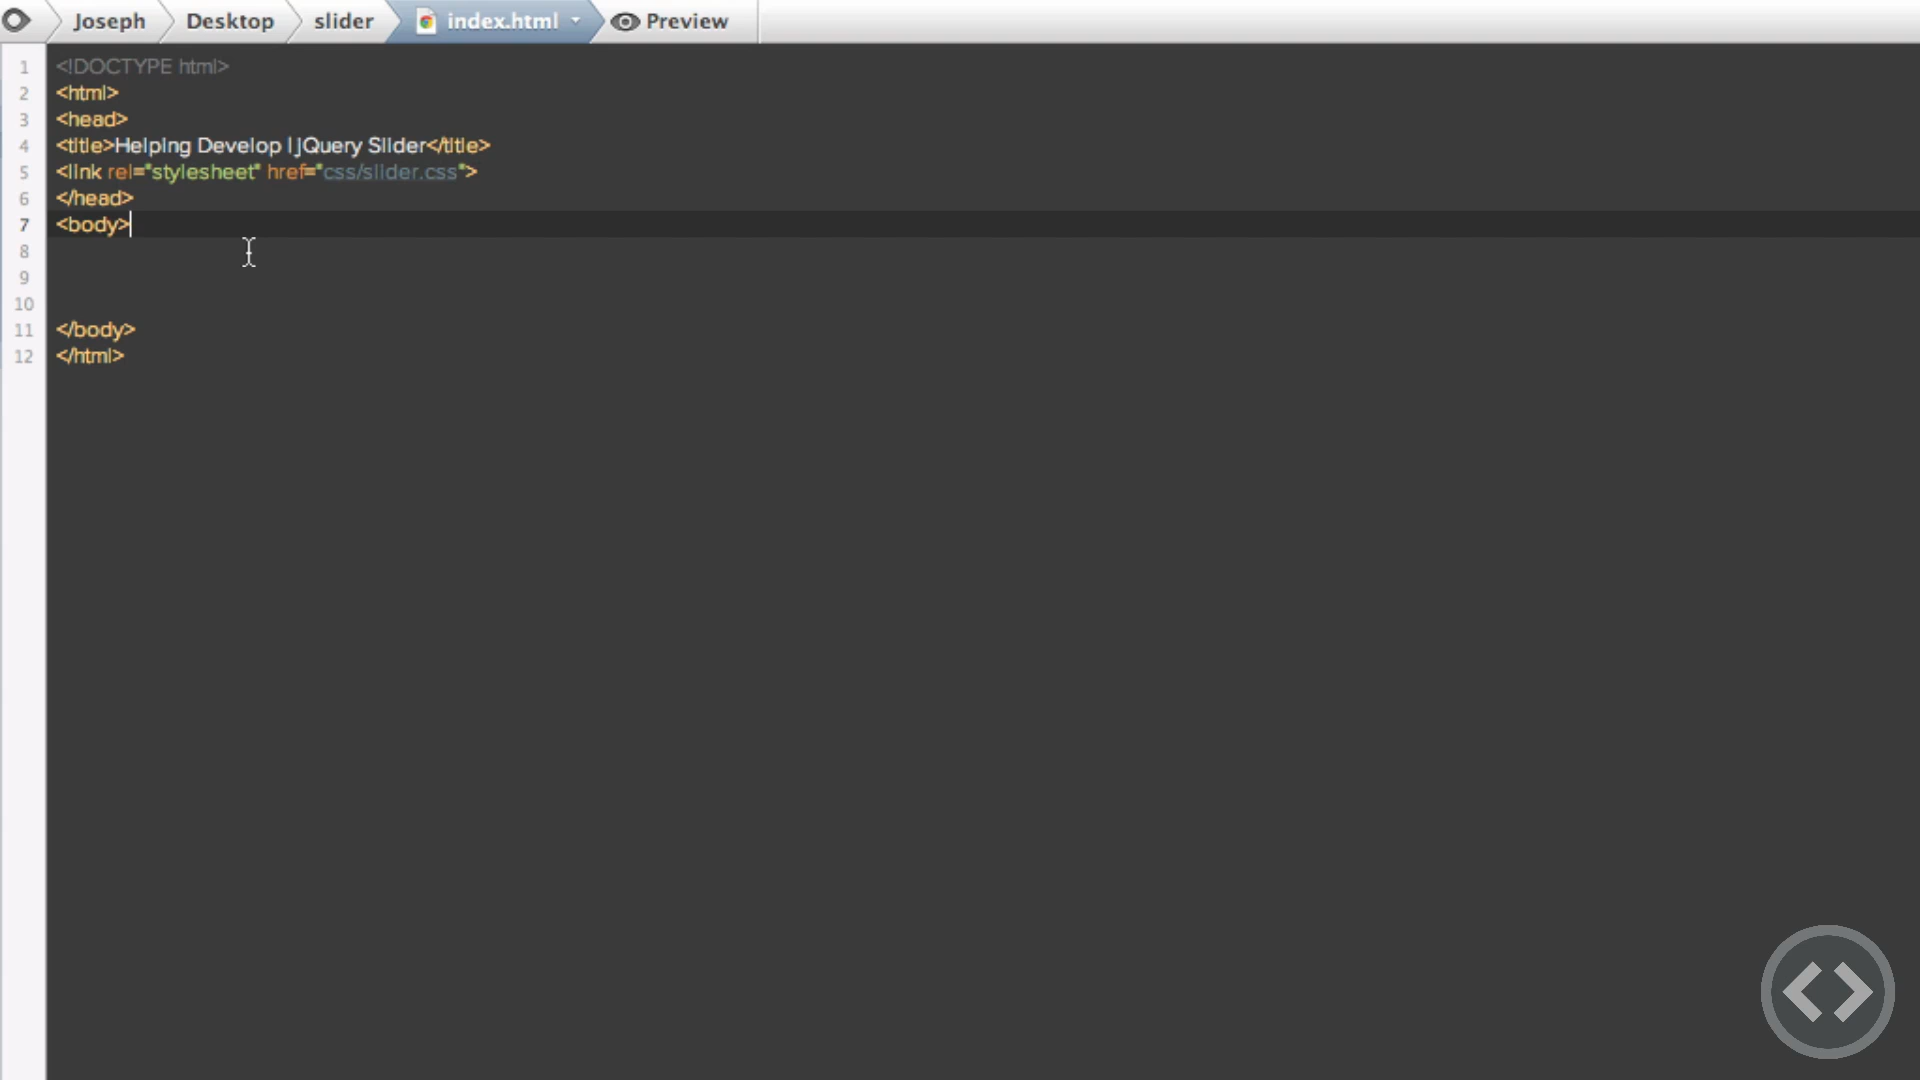 Joseph Desktop slider index.html Preview
1 <!DOCTYPE html>
2 <html>
3 <head>
4 <title>Helping Develop | jQuery Slider</title>
5 <link rel="stylesheet" href="css/slider.css">
6 </head>
7 <body>
8
9
10
11 </body>
12 </html>